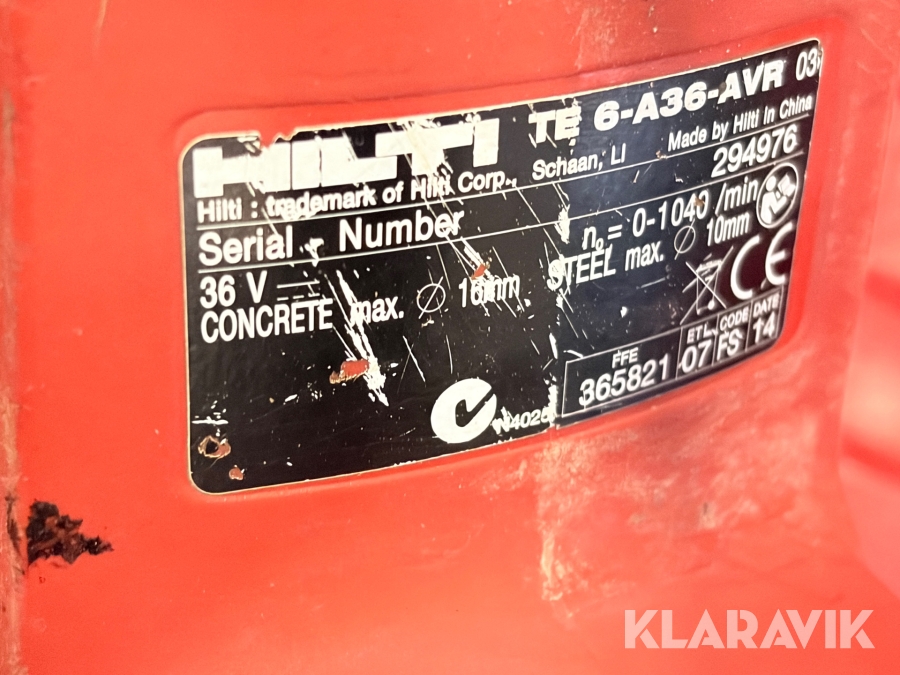 HILTI TE 6-A36-AVR 03
Hilti : trademark of Hilti Corp., Schaan, LI Made by Hilti in China
Serial - Number 294976
36 V n₀ = 0-1040 /min
CONCRETE max. ∅ 16mm STEEL max. ∅ 10mm
CE
FFE ETL CODE DATE
365821 07 FS 14
KLARAVIK